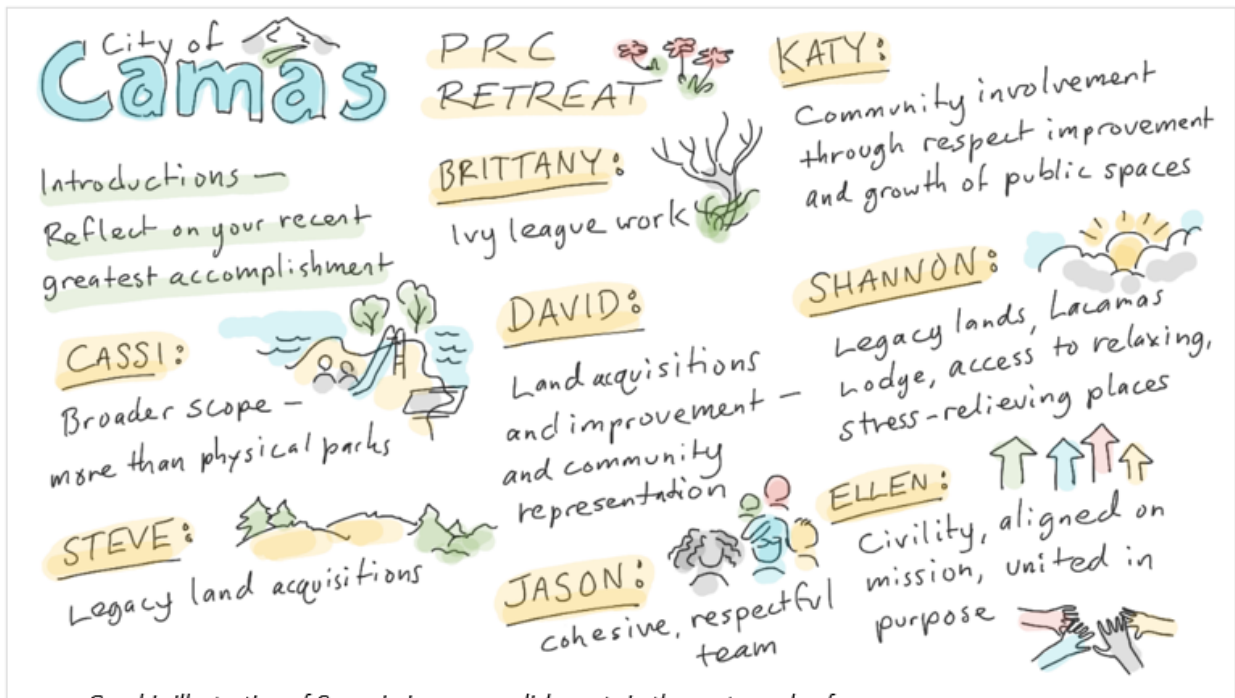 City of
Camas
Introductions —
Reflect on your recent
greatest accomplishment
CASSI:
Broader scope —
more than physical parks
STEVE:
Legacy land acquisitions
PRC
RETREAT
BRITTANY:
Ivy league work
DAVID:
Land acquisitions
and improvement —
and community
representation
JASON:
cohesive, respectful
team
KATY:
Community involvement
through respect improvement
and growth of public spaces
SHANNON:
Legacy lands, Lacamas
Lodge, access to relaxing,
stress-relieving places
ELLEN:
Civility, aligned on
mission, united in
purpose